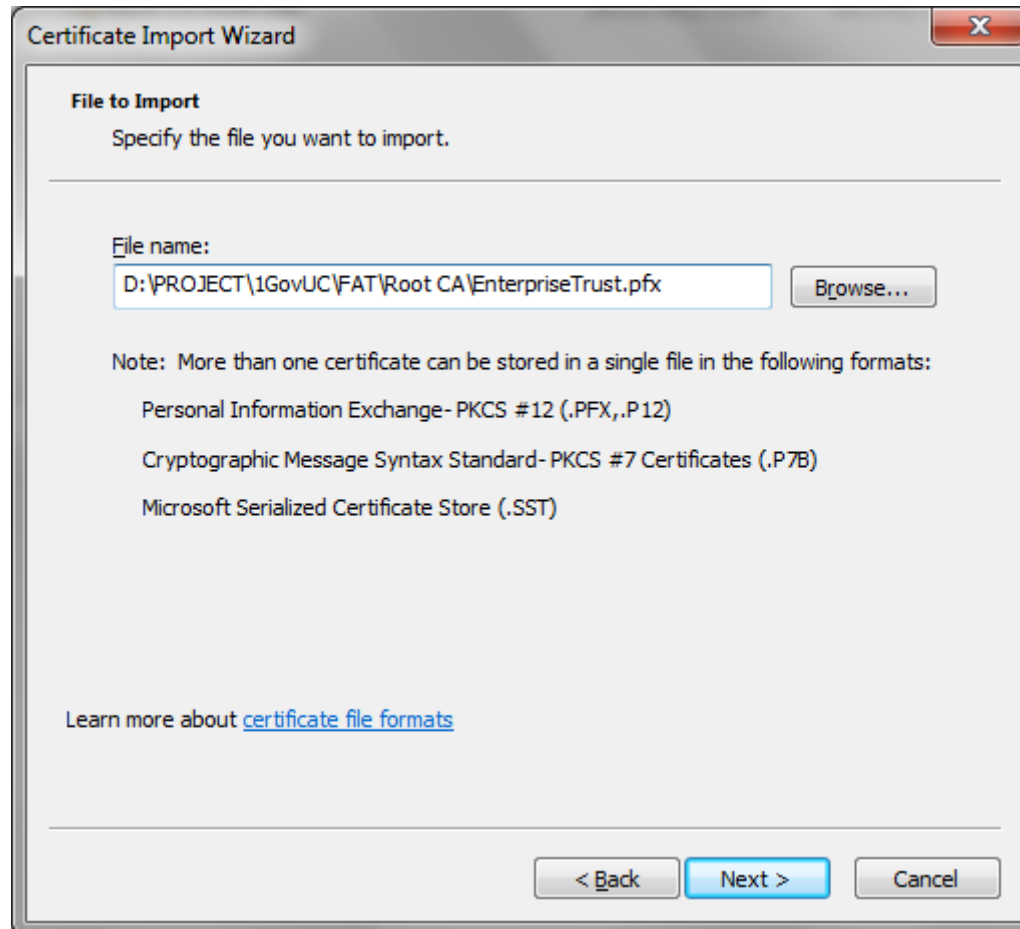 Certificate Import Wizard
File to Import
Specify the file you want to import.
File name:
D:\PROJECT\1GovUC\FAT\Root CA\EnterpriseTrust.pfx
Browse...
Note: More than one certificate can be stored in a single file in the following formats:
Personal Information Exchange- PKCS #12 (.PFX,.P12)
Cryptographic Message Syntax Standard- PKCS #7 Certificates (.P7B)
Microsoft Serialized Certificate Store (.SST)
Learn more about certificate file formats
< Back Next > Cancel